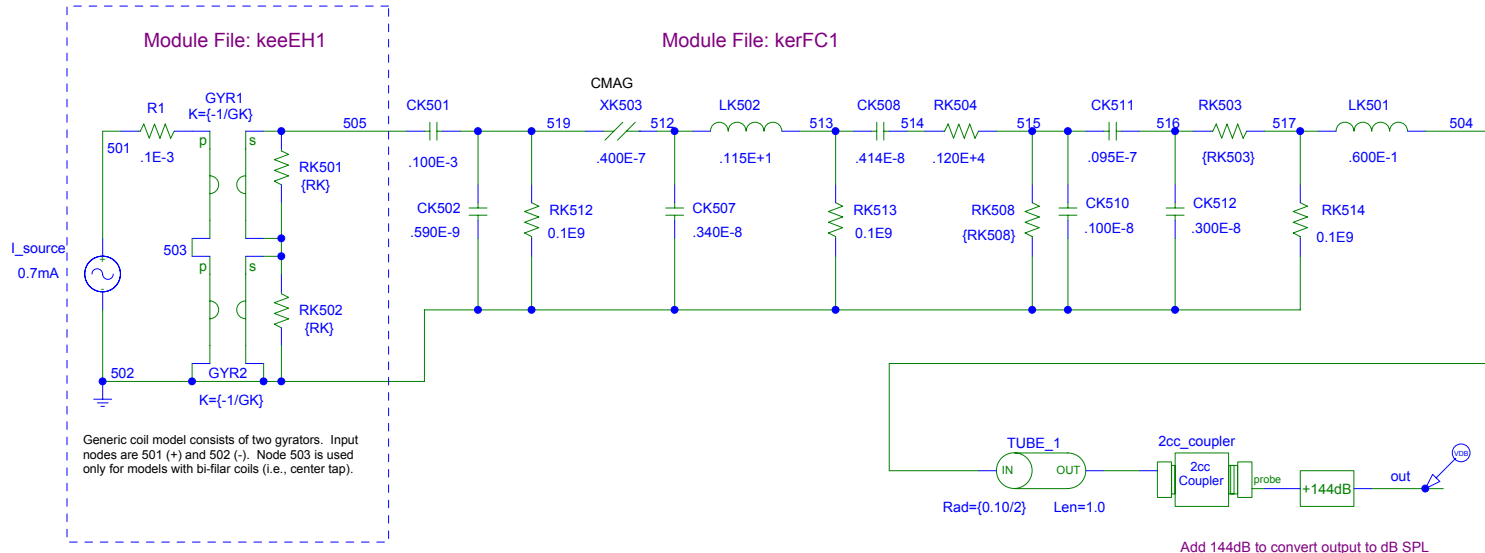 Module File: keeEH1
Module File: kerFC1
CMAG
R1
GYR1
K={-1/GK}
CK501
XK503
LK502
CK508
RK504
CK511
RK503
LK501
505
519
512
513
514
515
516
517
504
501
p
s
.1E-3
RK501
{RK}
.100E-3
.400E-7
.115E+1
.414E-8
.120E+4
.095E-7
{RK503}
.600E-1
CK502
.590E-9
RK512
0.1E9
CK507
.340E-8
RK513
0.1E9
RK508
{RK508}
CK510
.100E-8
CK512
.300E-8
RK514
0.1E9
I_source
0.7mA
503
p
s
RK502
{RK}
502
GYR2
K={-1/GK}
Generic coil model consists of two gyrators. Input
nodes are 501 (+) and 502 (-). Node 503 is used
only for models with bi-filar coils (i.e., center tap).
TUBE_1
IN
OUT
Rad={0.10/2}
Len=1.0
2cc_coupler
2cc
Coupler
probe
+144dB
out
VDB
Add 144dB to convert output to dB SPL